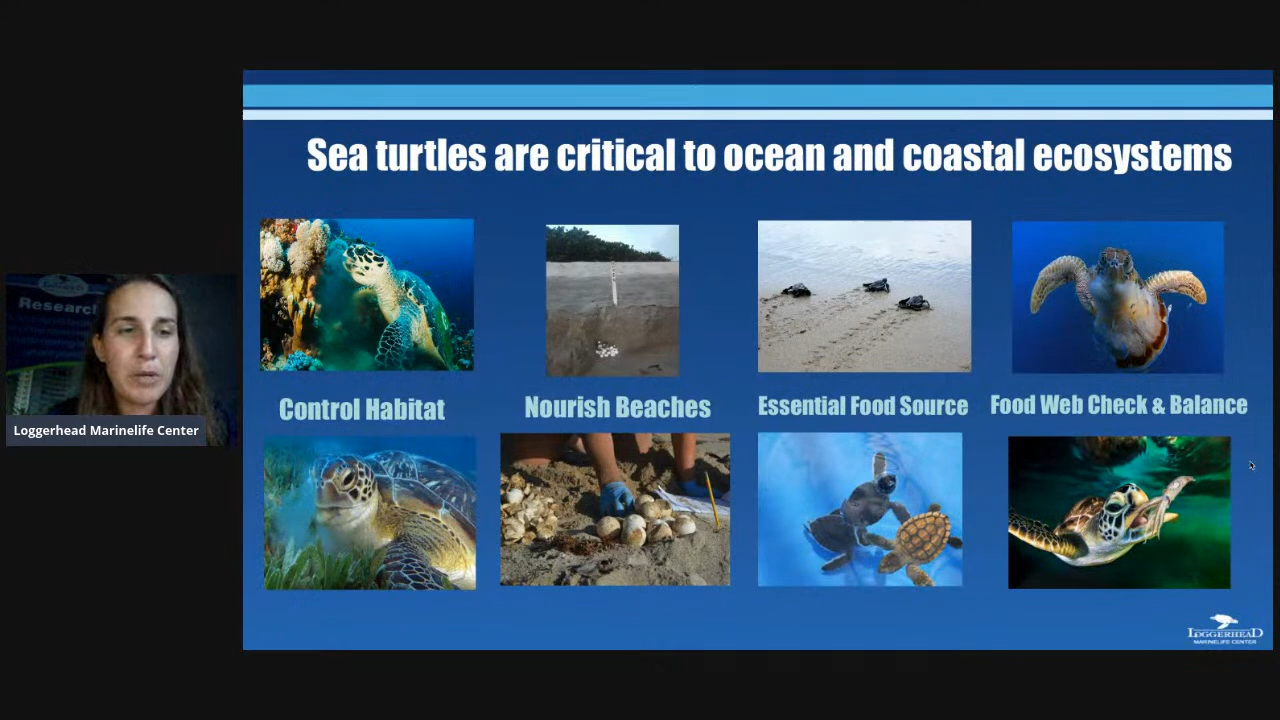 Sea turtles are critical to ocean and coastal ecosystems
Control Habitat
Nourish Beaches
Essential Food Source
Food Web Check & Balance
Research
Loggerhead Marinelife Center
LOGGERHEAD
MARINELIFE CENTER